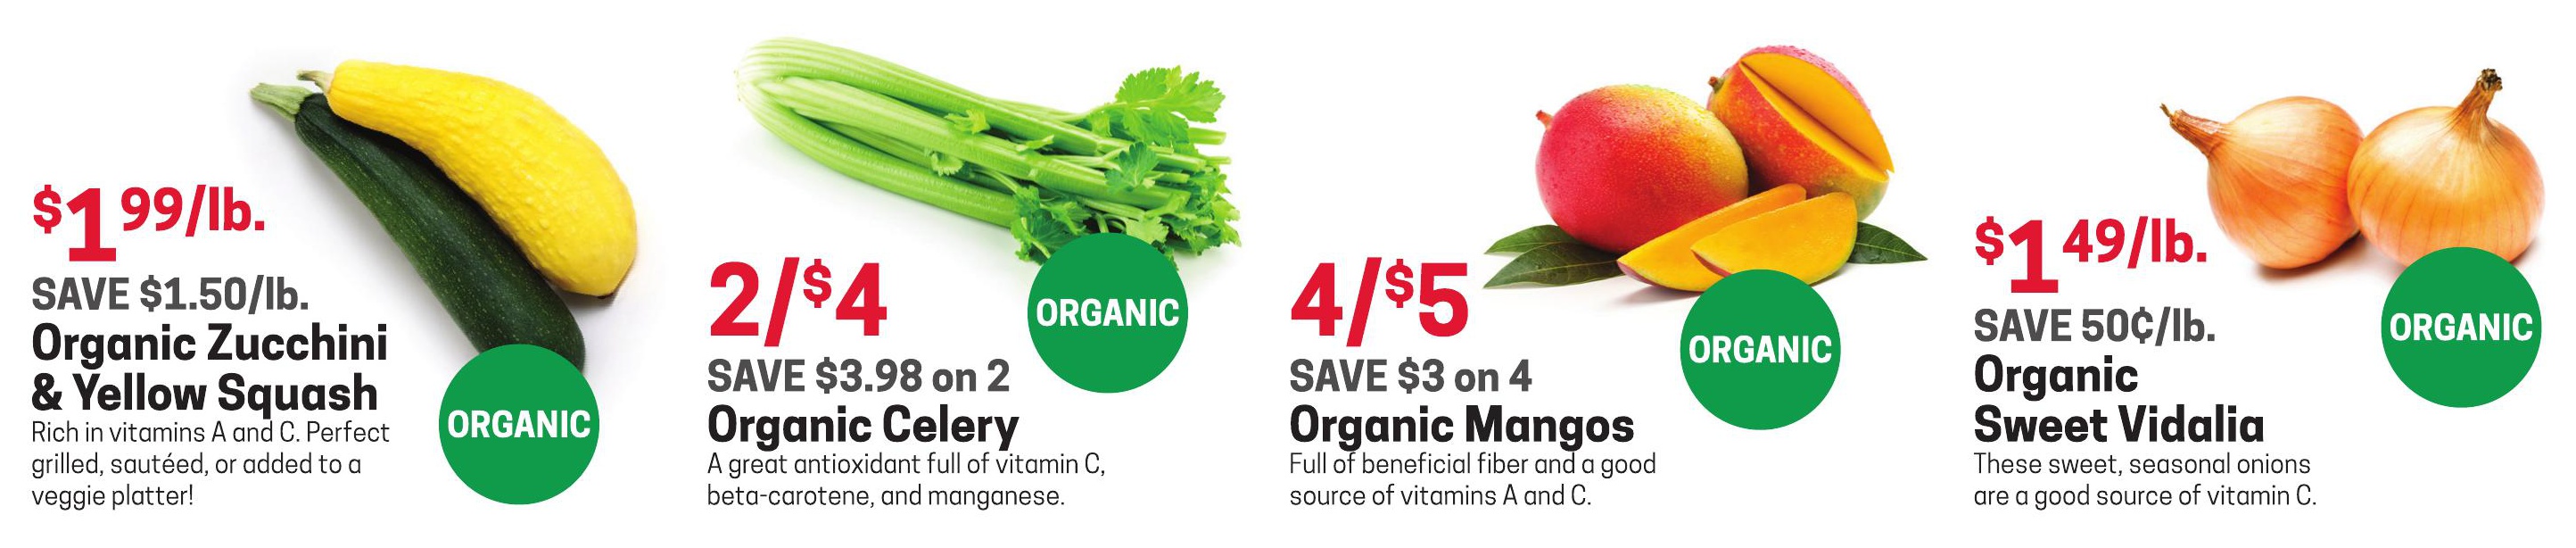 $1 99/lb.
SAVE $1.50/lb.
Organic Zucchini
& Yellow Squash
Rich in vitamins A and C. Perfect
grilled, sautéed, or added to a
veggie platter!
ORGANIC
2/$4
SAVE $3.98 on 2
Organic Celery
A great antioxidant full of vitamin C,
beta-carotene, and manganese.
ORGANIC
4/$5
SAVE $3 on 4
Organic Mangos
Full of beneficial fiber and a good
source of vitamins A and C.
ORGANIC
$1 49/lb.
SAVE 50¢/lb.
Organic
Sweet Vidalia
These sweet, seasonal onions
are a good source of vitamin C.
ORGANIC